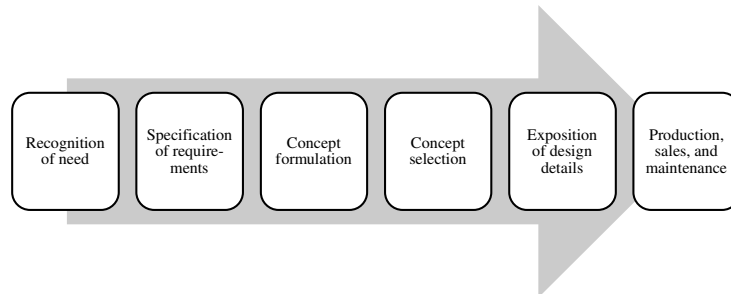 Recognition
of need
Specification
of require-
ments
Concept
formulation
Concept
selection
Exposition
of design
details
Production,
sales, and
maintenance